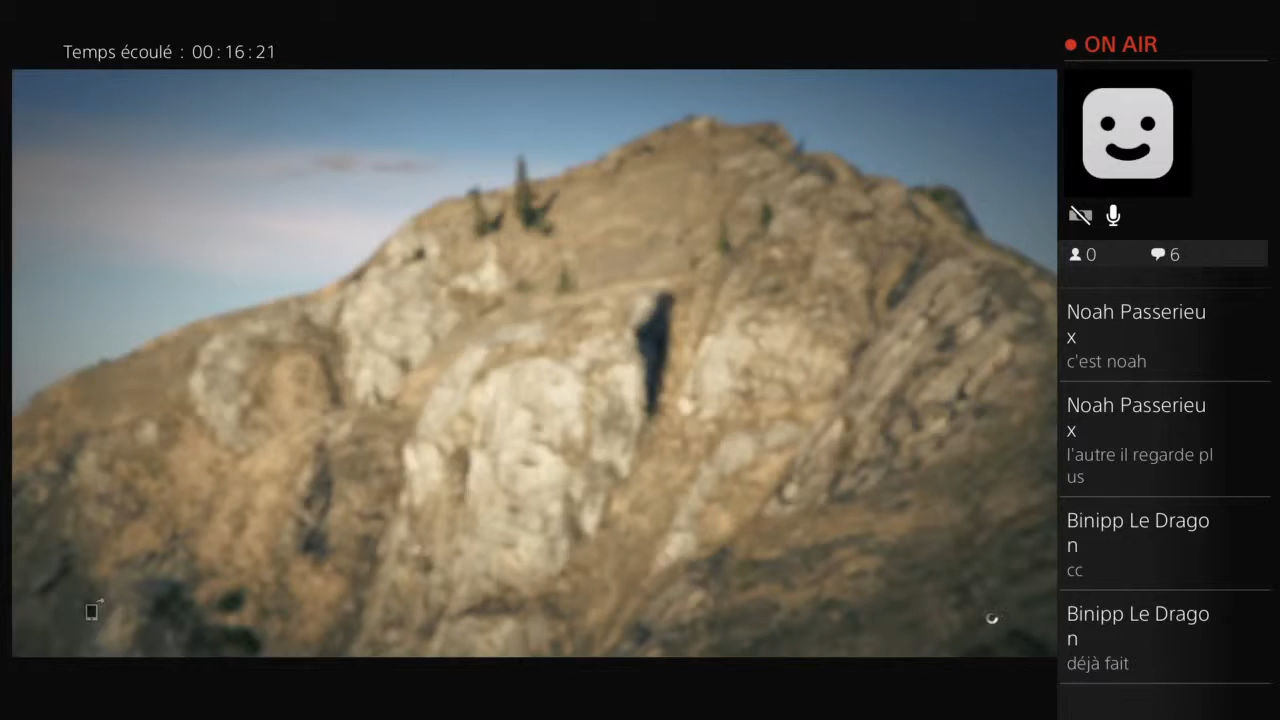 Temps écoulé : 00:16:21
ON AIR
0 6
Noah Passerieu
x
c'est noah
Noah Passerieu
x
l'autre il regarde pl
us
Binipp Le Drago
n
cc
Binipp Le Drago
n
déjà fait